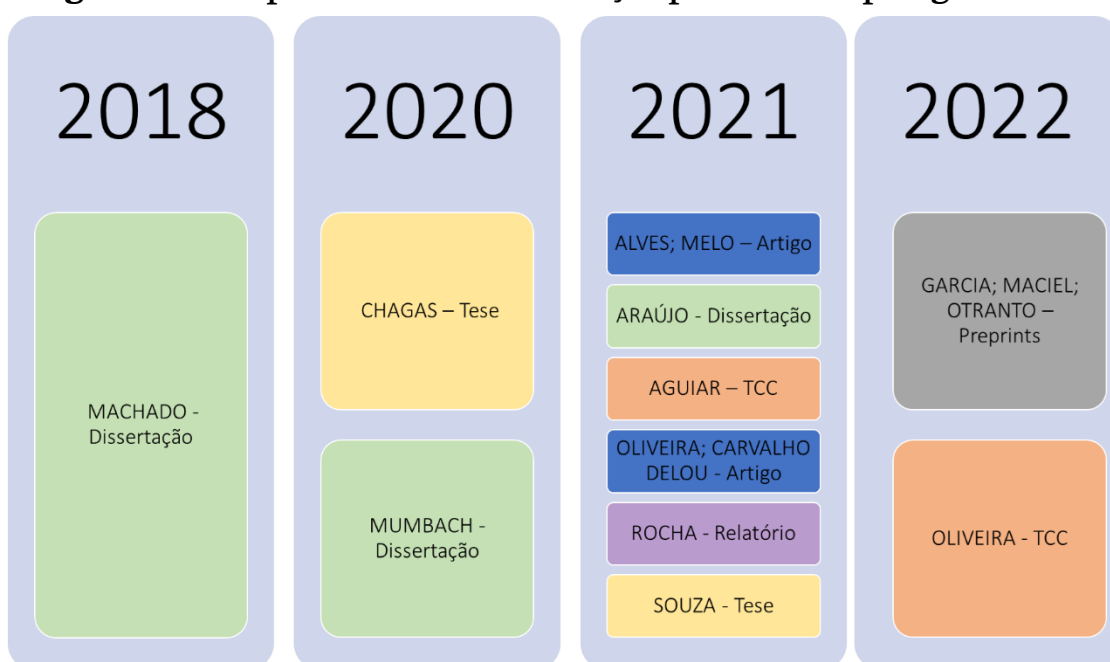 2018
MACHADO -
Dissertação
2020
CHAGAS – Tese
MUMBACH -
Dissertação
2021
ALVES; MELO – Artigo
ARAÚJO - Dissertação
AGUIAR – TCC
OLIVEIRA; CARVALHO
DELOU - Artigo
ROCHA - Relatório
SOUZA - Tese
2022
GARCIA; MACIEL;
OTRANTO –
Preprints
OLIVEIRA - TCC